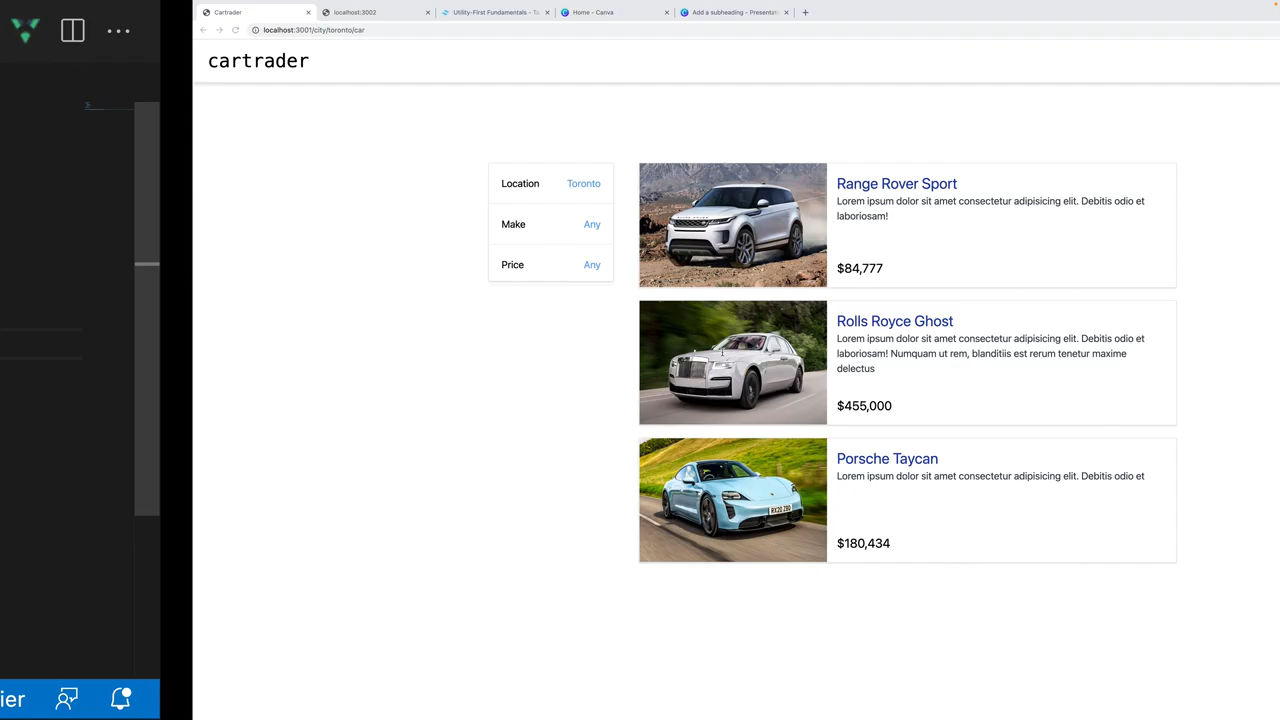 Cartrader
localhost:3002
Utility-First Fundamentals - Ta
Home - Canva
Add a subheading - Presentat
localhost:3001/city/toronto/car
cartrader
Location Toronto
Make Any
Price Any
Range Rover Sport
Lorem ipsum dolor sit amet consectetur adipisicing elit. Debitis odio et
laboriosam!
$84,777
Rolls Royce Ghost
Lorem ipsum dolor sit amet consectetur adipisicing elit. Debitis odio et
laboriosam! Numquam ut rem, blanditiis est rerum tenetur maxime
delectus
$455,000
Porsche Taycan
Lorem ipsum dolor sit amet consectetur adipisicing elit. Debitis odio et
RX20 ZBD
$180,434
ier